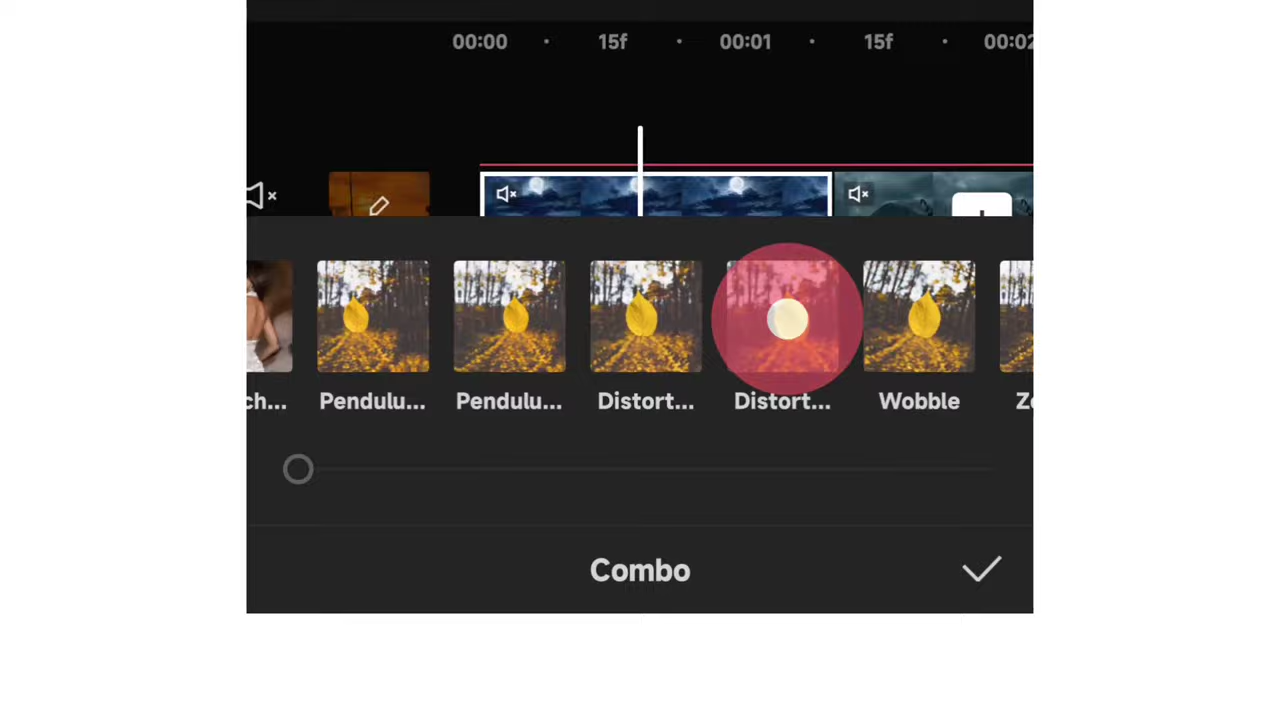 00:00 15f 00:01 15f 00:02
ch... Pendulu... Pendulu... Distort... Distort... Wobble
Combo